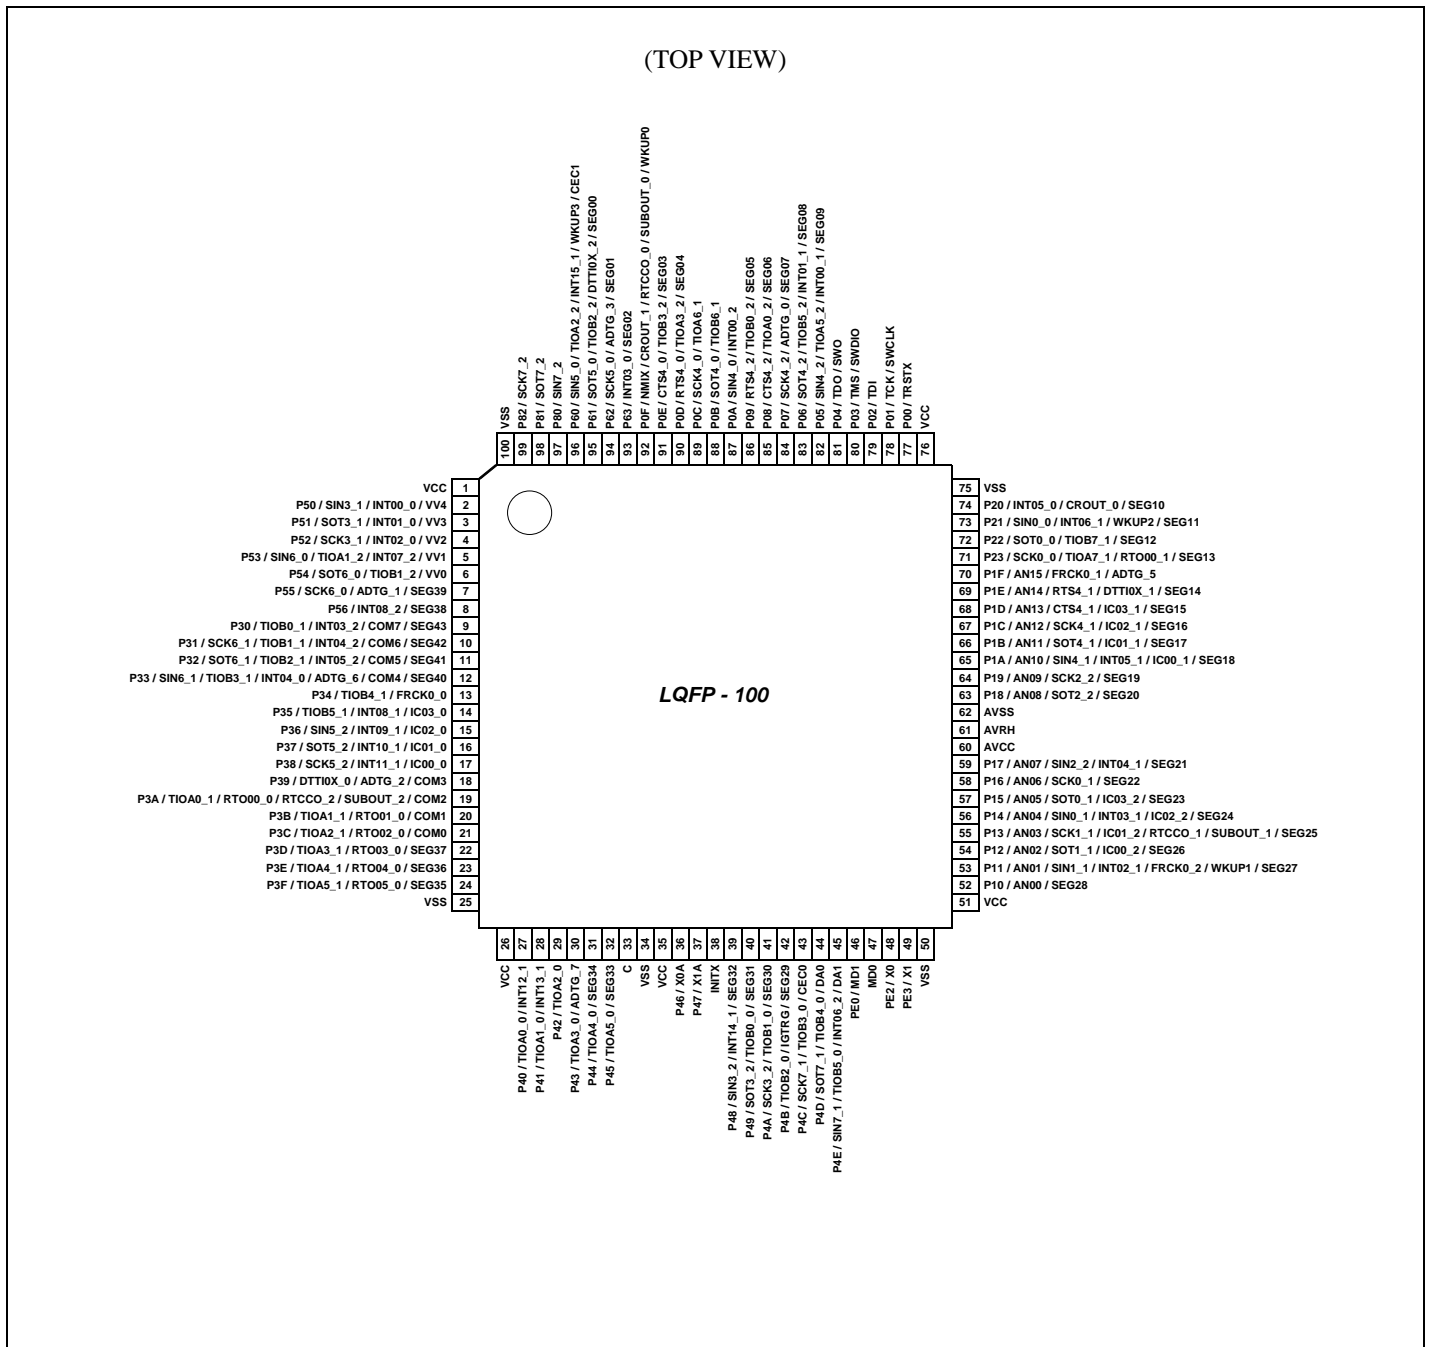 (TOP VIEW)
VSS
P82 / SCK7_2
P81 / SOT7_2
P80 / SIN7_2
P60 / SIN5_0 / TIOA2_2 / INT15_1 / WKUP3 / CEC1
P61 / SOT5_0 / TIOB2_2 / DTTI0X_2 / SEG00
P62 / SCK5_0 / ADTG_3 / SEG01
P63 / INT03_0 / SEG02
P0F / NMIX / CROUT_1 / RTCCO_0 / SUBOUT_0 / WKUP0
P0E / CTS4_0 / TIOB3_2 / SEG03
P0D / RTS4_0 / TIOA3_2 / SEG04
P0C / SCK4_0 / TIOA6_1
P0B / SOT4_0 / TIOB6_1
P0A / SIN4_0 / INT00_2
P09 / RTS4_2 / TIOB0_2 / SEG05
P08 / CTS4_2 / TIOA0_2 / SEG06
P07 / SCK4_2 / ADTG_0 / SEG07
P06 / SOT4_2 / TIOB5_2 / INT01_1 / SEG08
P05 / SIN4_2 / TIOA5_2 / INT00_1 / SEG09
P04 / TDO / SWO
P03 / TMS / SWDIO
P02 / TDI
P01 / TCK / SWCLK
P00 / TRSTX
VCC
100 99 98 97 96 95 94 93 92 91 90 89 88 87 86 85 84 83 82 81 80 79 78 77 76
VCC 1
P50 / SIN3_1 / INT00_0 / VV4 2
P51 / SOT3_1 / INT01_0 / VV3 3
P52 / SCK3_1 / INT02_0 / VV2 4
P53 / SIN6_0 / TIOA1_2 / INT07_2 / VV1 5
P54 / SOT6_0 / TIOB1_2 / VV0 6
P55 / SCK6_0 / ADTG_1 / SEG39 7
P56 / INT08_2 / SEG38 8
P30 / TIOB0_1 / INT03_2 / COM7 / SEG43 9
P31 / SCK6_1 / TIOB1_1 / INT04_2 / COM6 / SEG42 10
P32 / SOT6_1 / TIOB2_1 / INT05_2 / COM5 / SEG41 11
P33 / SIN6_1 / TIOB3_1 / INT04_0 / ADTG_6 / COM4 / SEG40 12
P34 / TIOB4_1 / FRCK0_0 13
P35 / TIOB5_1 / INT08_1 / IC03_0 14
P36 / SIN5_2 / INT09_1 / IC02_0 15
P37 / SOT5_2 / INT10_1 / IC01_0 16
P38 / SCK5_2 / INT11_1 / IC00_0 17
P39 / DTTI0X_0 / ADTG_2 / COM3 18
P3A / TIOA0_1 / RTO00_0 / RTCCO_2 / SUBOUT_2 / COM2 19
P3B / TIOA1_1 / RTO01_0 / COM1 20
P3C / TIOA2_1 / RTO02_0 / COM0 21
P3D / TIOA3_1 / RTO03_0 / SEG37 22
P3E / TIOA4_1 / RTO04_0 / SEG36 23
P3F / TIOA5_1 / RTO05_0 / SEG35 24
VSS 25
LQFP - 100
75 VSS
74 P20 / INT05_0 / CROUT_0 / SEG10
73 P21 / SIN0_0 / INT06_1 / WKUP2 / SEG11
72 P22 / SOT0_0 / TIOB7_1 / SEG12
71 P23 / SCK0_0 / TIOA7_1 / RTO00_1 / SEG13
70 P1F / AN15 / FRCK0_1 / ADTG_5
69 P1E / AN14 / RTS4_1 / DTTI0X_1 / SEG14
68 P1D / AN13 / CTS4_1 / IC03_1 / SEG15
67 P1C / AN12 / SCK4_1 / IC02_1 / SEG16
66 P1B / AN11 / SOT4_1 / IC01_1 / SEG17
65 P1A / AN10 / SIN4_1 / INT05_1 / IC00_1 / SEG18
64 P19 / AN09 / SCK2_2 / SEG19
63 P18 / AN08 / SOT2_2 / SEG20
62 AVSS
61 AVRH
60 AVCC
59 P17 / AN07 / SIN2_2 / INT04_1 / SEG21
58 P16 / AN06 / SCK0_1 / SEG22
57 P15 / AN05 / SOT0_1 / IC03_2 / SEG23
56 P14 / AN04 / SIN0_1 / INT03_1 / IC02_2 / SEG24
55 P13 / AN03 / SCK1_1 / IC01_2 / RTCCO_1 / SUBOUT_1 / SEG25
54 P12 / AN02 / SOT1_1 / IC00_2 / SEG26
53 P11 / AN01 / SIN1_1 / INT02_1 / FRCK0_2 / WKUP1 / SEG27
52 P10 / AN00 / SEG28
51 VCC
26 27 28 29 30 31 32 33 34 35 36 37 38 39 40 41 42 43 44 45 46 47 48 49 50
VCC
P40 / TIOA0_0 / INT12_1
P41 / TIOA1_0 / INT13_1
P42 / TIOA2_0
P43 / TIOA3_0 / ADTG_7
P44 / TIOA4_0 / SEG34
P45 / TIOA5_0 / SEG33
C
VSS
VCC
P46 / X0A
P47 / X1A
INITX
P48 / SIN3_2 / INT14_1 / SEG32
P49 / SOT3_2 / TIOB0_0 / SEG31
P4A / SCK3_2 / TIOB1_0 / SEG30
P4B / TIOB2_0 / IGTRG / SEG29
P4C / SCK7_1 / TIOB3_0 / CEC0
P4D / SOT7_1 / TIOB4_0 / DA0
P4E / SIN7_1 / TIOB5_0 / INT06_2 / DA1
PE0 / MD1
MD0
PE2 / X0
PE3 / X1
VSS